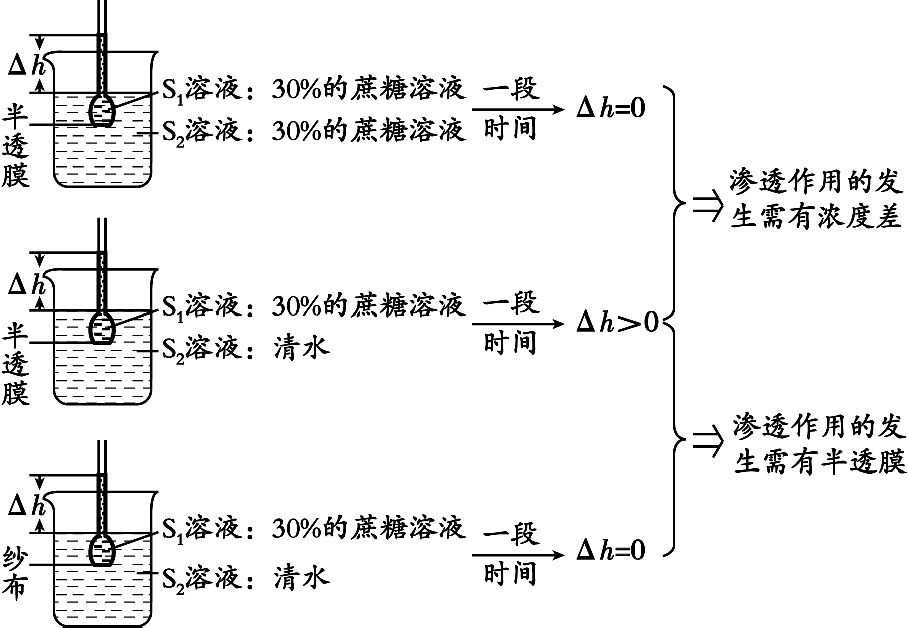 Δh
半透膜
S₁溶液：30%的蔗糖溶液
S₂溶液：30%的蔗糖溶液
一段
时间
Δh=0
渗透作用的发
生需有浓度差
Δh
半透膜
S₁溶液：30%的蔗糖溶液
S₂溶液：清水
一段
时间
Δh>0
渗透作用的发
生需有半透膜
Δh
纱布
S₁溶液：30%的蔗糖溶液
S₂溶液：清水
一段
时间
Δh=0